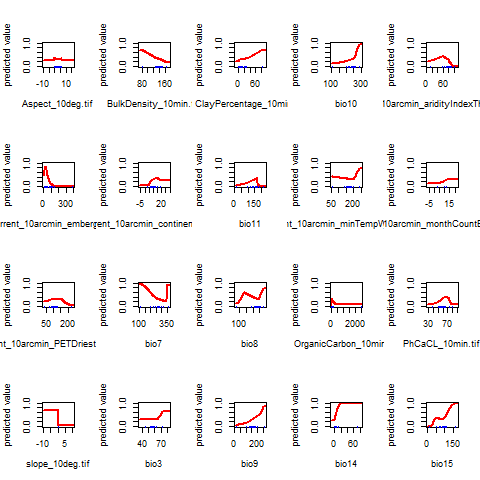 predicted value predicted value predicted value predicted value predicted value
0.0 1.0 0.0 1.0 0.0 1.0 0.0 1.0 0.0 1.0
-10 10 80 160 0 60 100 300 0 60
Aspect_10deg.tif BulkDensity_10min. ClayPercentage_10mi bio10 10arcmin_aridityIndexTh
predicted value predicted value predicted value predicted value predicted value
0.0 1.0 0.0 1.0 0.0 1.0 0.0 1.0 0.0 1.0
0 300 -5 20 0 150 50 200 -5 15
rrent_10arcmin_emberg ent_10arcmin_continen bio11 nt_10arcmin_minTempW 10arcmin_monthCountB
predicted value predicted value predicted value predicted value predicted value
0.0 1.0 0.0 1.0 0.0 1.0 0.0 1.0 0.0 1.0
50 200 100 350 100 0 2000 30 70
nt_10arcmin_PETDriest bio7 bio8 OrganicCarbon_10mir PhCaCL_10min.tif
predicted value predicted value predicted value predicted value predicted value
0.0 1.0 0.0 1.0 0.0 1.0 0.0 1.0 0.0 1.0
-10 5 40 70 0 200 0 60 0 150
slope_10deg.tif bio3 bio9 bio14 bio15